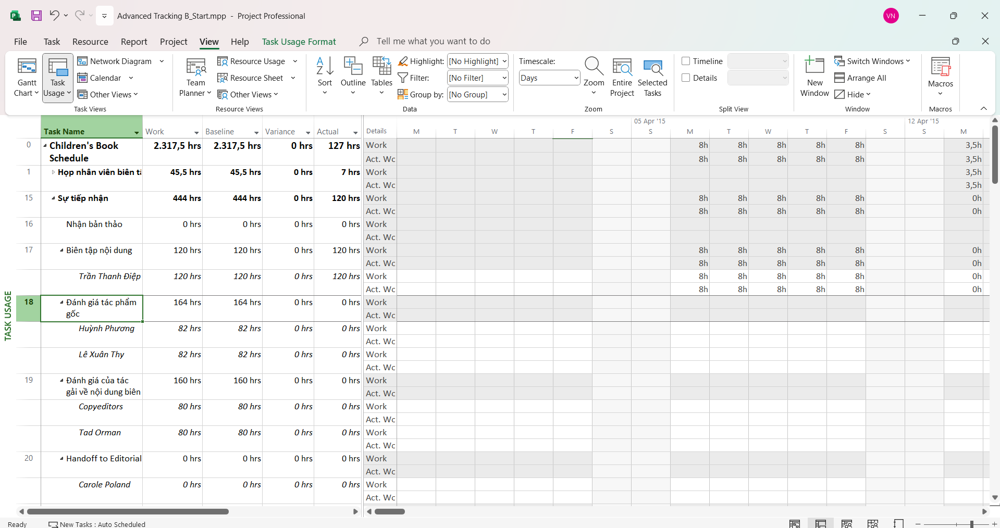 Advanced Tracking B_Start.mpp - Project Professional
VN
File Task Resource Report Project View Help Task Usage Format Tell me what you want to do
Gantt Chart
Task Usage
Network Diagram
Calendar
Other Views
Task Views
Team Planner
Resource Usage
Resource Sheet
Other Views
Resource Views
Sort
Outline
Tables
Highlight: [No Highlight]
Filter: [No Filter]
Group by: [No Group]
Data
Timescale:
Days
Zoom
Entire Project
Selected Tasks
Zoom
Timeline
Details
Split View
New Window
Switch Windows
Arrange All
Hide
Window
Macros
Macros
05 Apr '15 12 Apr '15
Task Name Work Baseline Variance Actual Details M T W T F S S M T W T F S S M
0 Children's Book Schedule 2.317,5 hrs 2.317,5 hrs 0 hrs 127 hrs Work 8h 8h 8h 8h 8h 3,5h
Act. Wc 8h 8h 8h 8h 8h 3,5h
1 Họp nhân viên biên tậ 45,5 hrs 45,5 hrs 0 hrs 7 hrs Work 3,5h
Act. Wc 3,5h
15 Sự tiếp nhận 444 hrs 444 hrs 0 hrs 120 hrs Work 8h 8h 8h 8h 8h 0h
Act. Wc 8h 8h 8h 8h 8h 0h
16 Nhận bản thảo 0 hrs 0 hrs 0 hrs 0 hrs Work
Act. Wc
17 Biên tập nội dung 120 hrs 120 hrs 0 hrs 120 hrs Work 8h 8h 8h 8h 8h 0h
Act. Wc 8h 8h 8h 8h 8h 0h
Trần Thanh Điệp 120 hrs 120 hrs 0 hrs 120 hrs Work 8h 8h 8h 8h 8h 0h
Act. Wc 8h 8h 8h 8h 8h 0h
18 Đánh giá tác phẩm gốc 164 hrs 164 hrs 0 hrs 0 hrs Work
Act. Wc
Huỳnh Phương 82 hrs 82 hrs 0 hrs 0 hrs Work
Act. Wc
Lê Xuân Thy 82 hrs 82 hrs 0 hrs 0 hrs Work
Act. Wc
19 Đánh giá của tác gải về nội dung biên 160 hrs 160 hrs 0 hrs 0 hrs Work
Act. Wc
Copyeditors 80 hrs 80 hrs 0 hrs 0 hrs Work
Act. Wc
Tad Orman 80 hrs 80 hrs 0 hrs 0 hrs Work
Act. Wc
20 Handoff to Editorial 0 hrs 0 hrs 0 hrs 0 hrs Work
Act. Wc
Carole Poland 0 hrs 0 hrs 0 hrs 0 hrs Work
Act. Wc
TASK USAGE
Ready New Tasks : Auto Scheduled